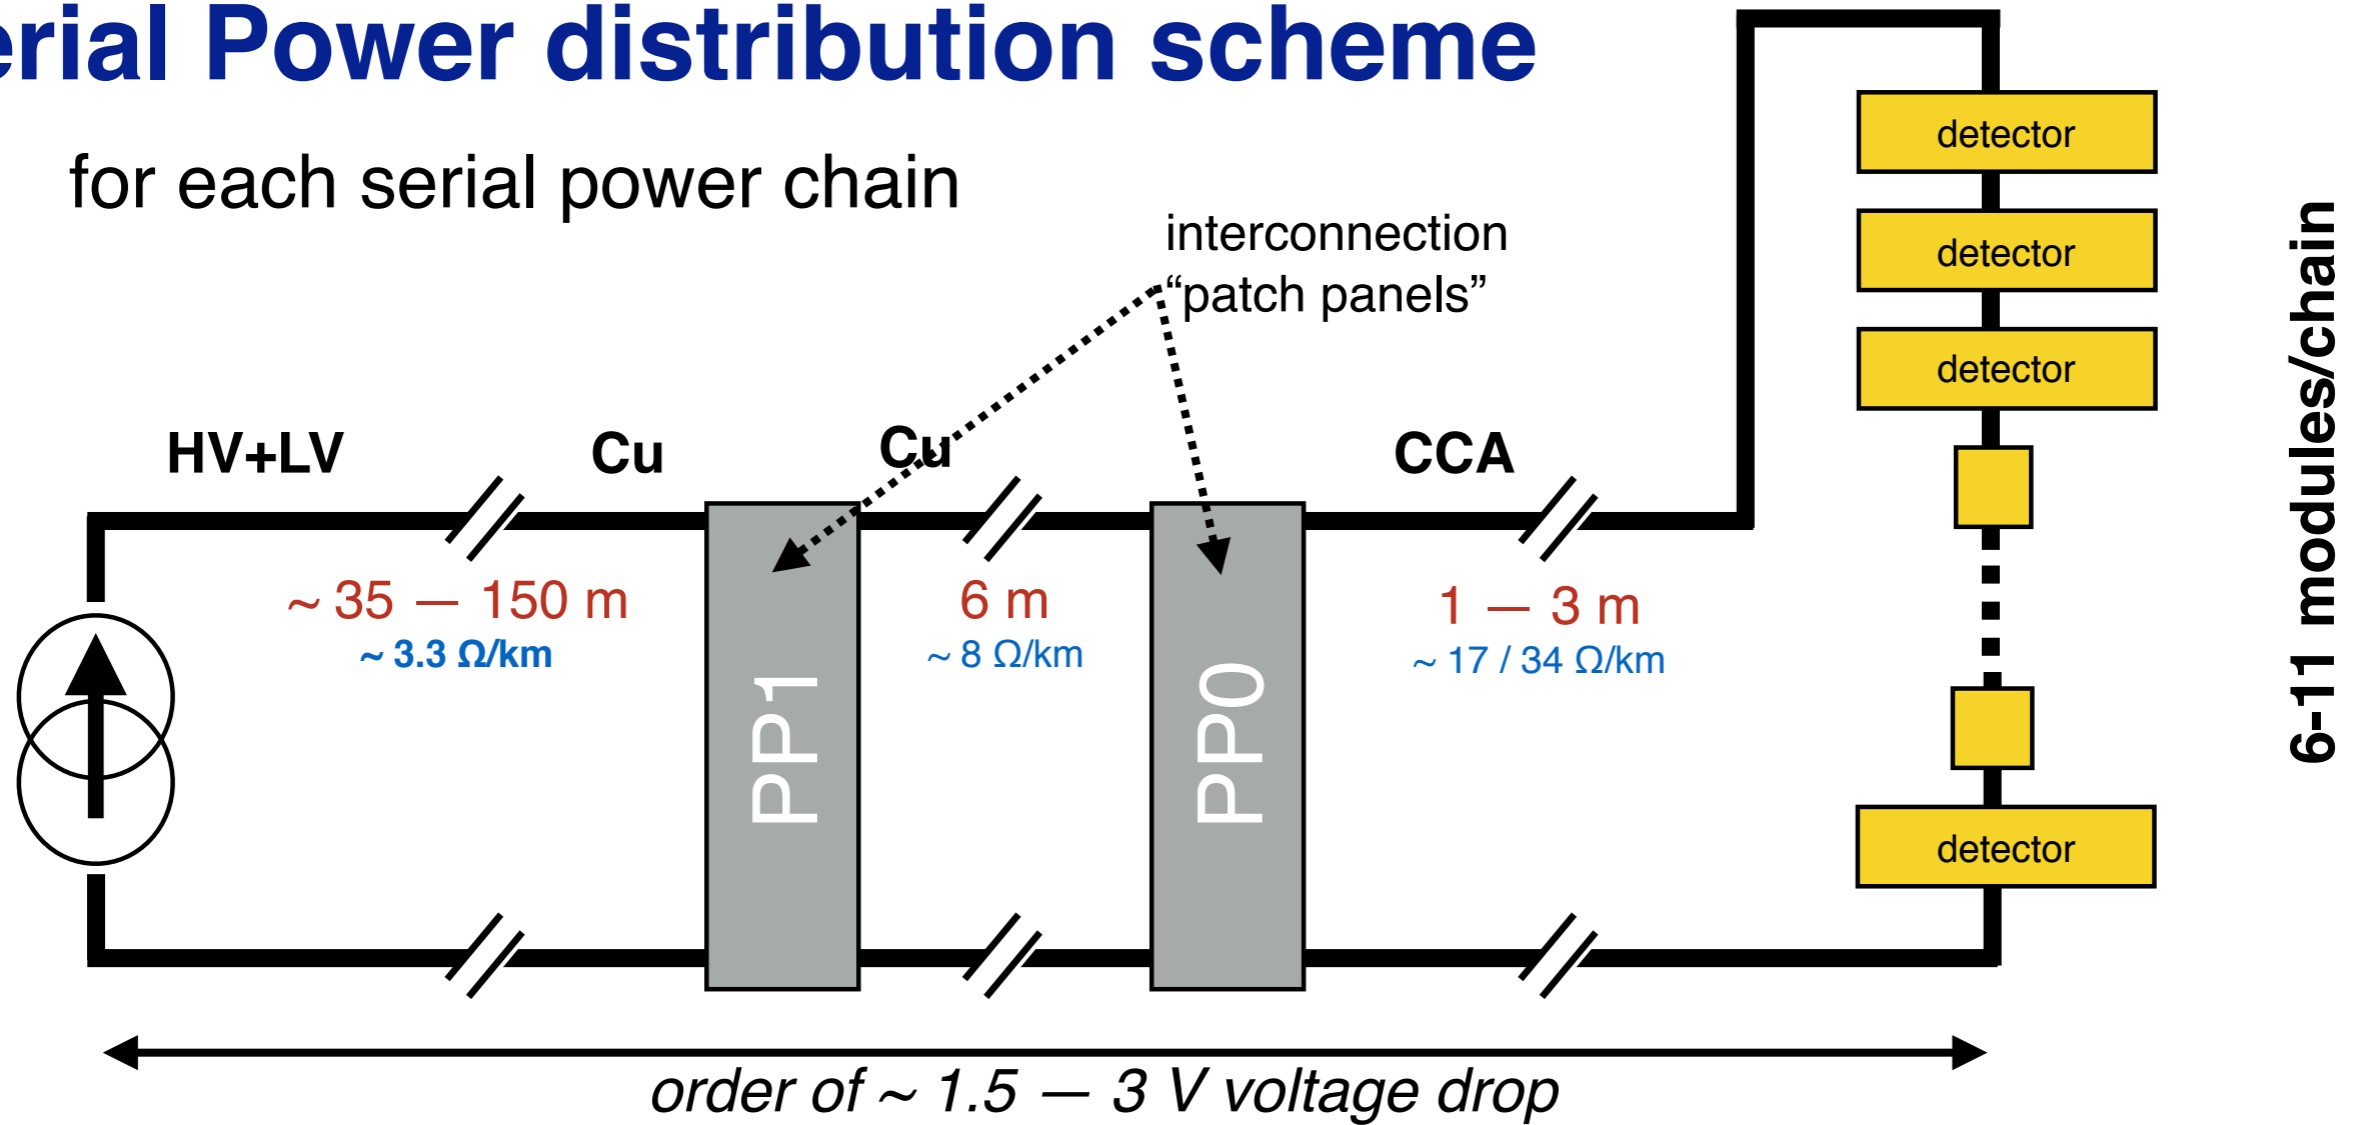 erial Power distribution scheme
for each serial power chain
interconnection
“patch panels”
HV+LV
Cu
Cu
CCA
~ 35 — 150 m
~ 3.3 Ω/km
6 m
~ 8 Ω/km
1 — 3 m
~ 17 / 34 Ω/km
PP1
PP0
detector
detector
detector
detector
6-11 modules/chain
order of ~ 1.5 — 3 V voltage drop